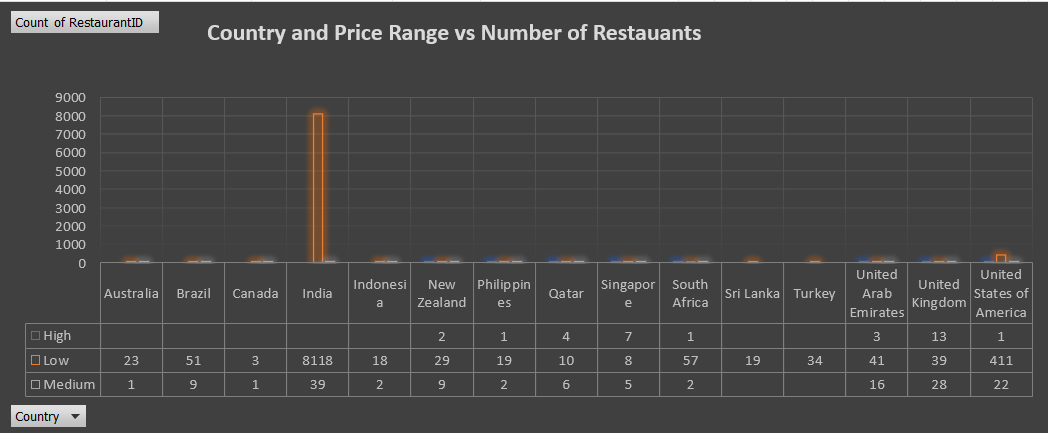 Count of RestaurantID
Country and Price Range vs Number of Restauants
9000
8000
7000
6000
5000
4000
3000
2000
1000
0
Australia Brazil Canada India Indonesi
a New
Zealand Philippin
es Qatar Singapor
e South
Africa Sri Lanka Turkey United
Arab
Emirates United
Kingdom United
States of
America
High 2 1 4 7 1 3 13 1
Low 23 51 3 8118 18 29 19 10 8 57 19 34 41 39 411
Medium 1 9 1 39 2 9 2 6 5 2 16 28 22
Country